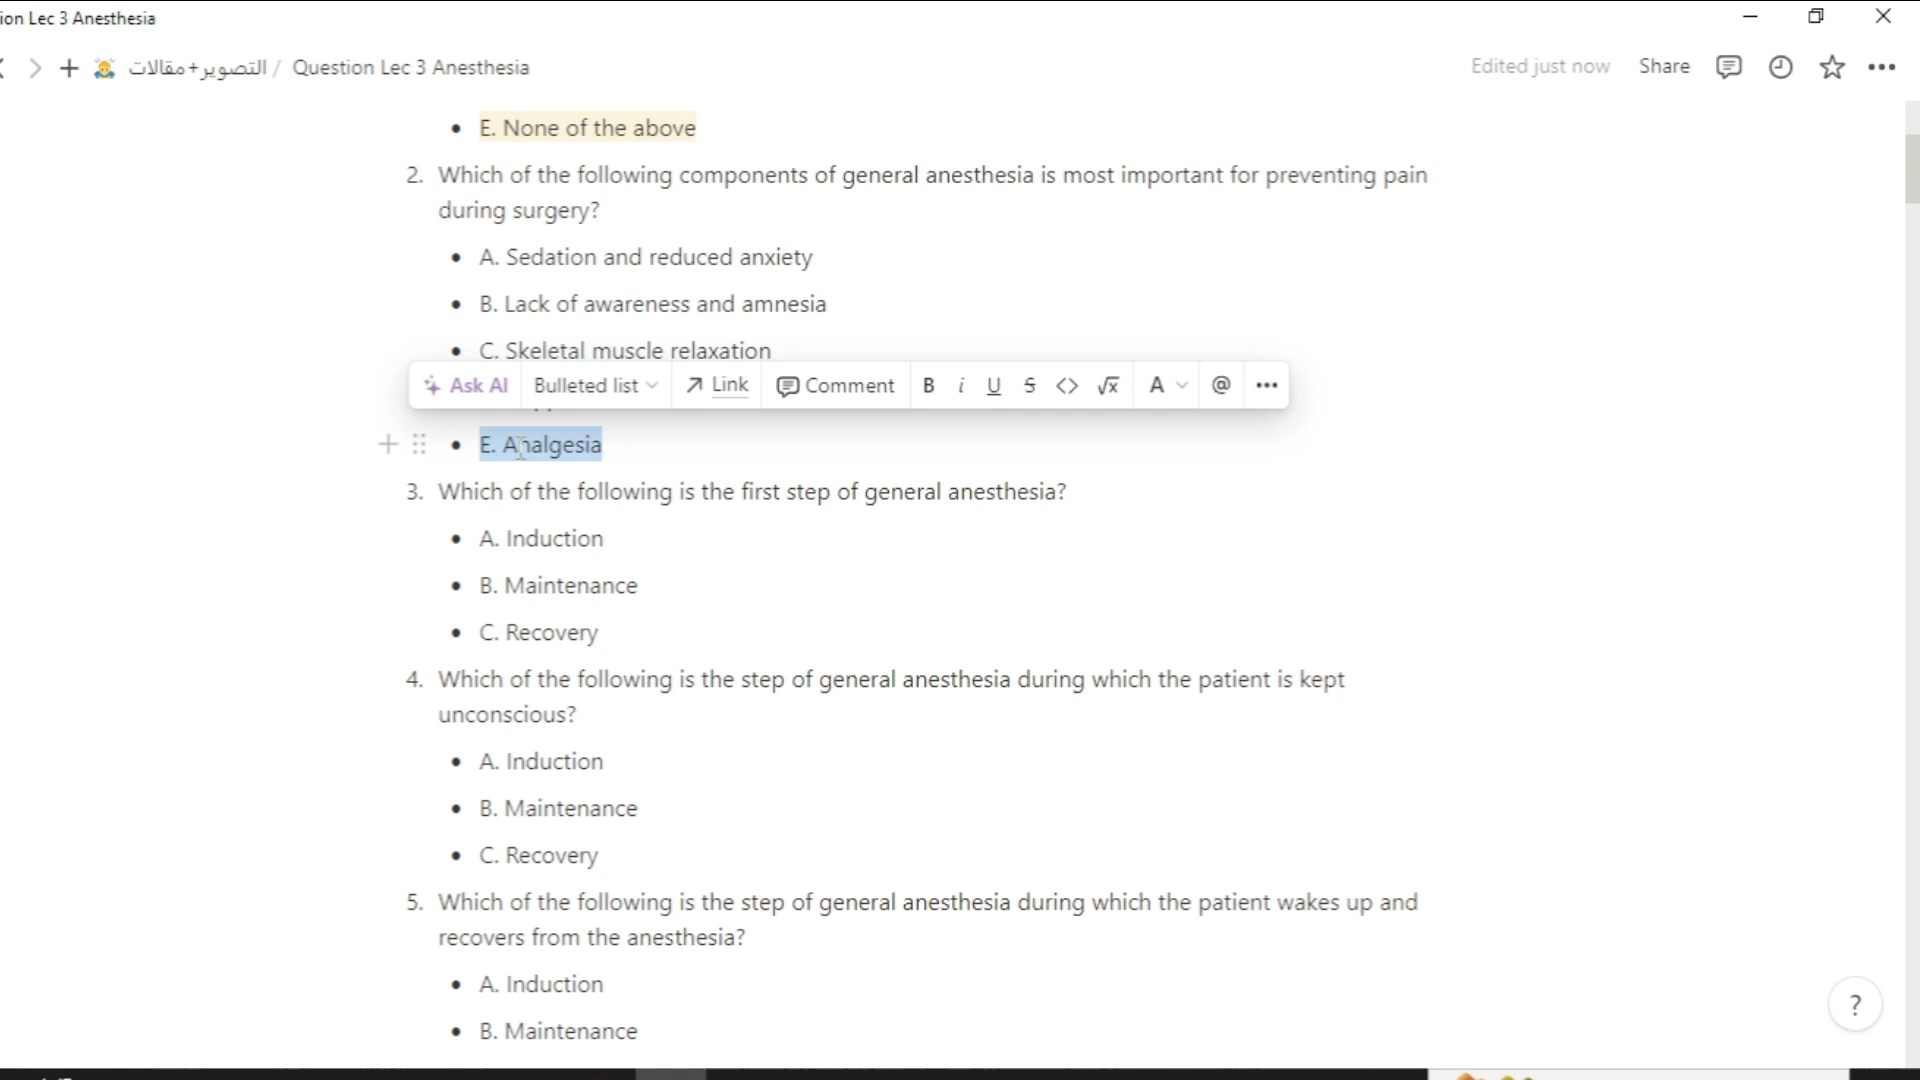 ion Lec 3 Anesthesia
التصوير+مقالات / Question Lec 3 Anesthesia
Edited just now Share
• E. None of the above
2. Which of the following components of general anesthesia is most important for preventing pain
during surgery?
• A. Sedation and reduced anxiety
• B. Lack of awareness and amnesia
• C. Skeletal muscle relaxation
Ask AI Bulleted list Link Comment B i U S <> √x A @ •••
• E. Analgesia
3. Which of the following is the first step of general anesthesia?
• A. Induction
• B. Maintenance
• C. Recovery
4. Which of the following is the step of general anesthesia during which the patient is kept
unconscious?
• A. Induction
• B. Maintenance
• C. Recovery
5. Which of the following is the step of general anesthesia during which the patient wakes up and
recovers from the anesthesia?
• A. Induction
• B. Maintenance
?